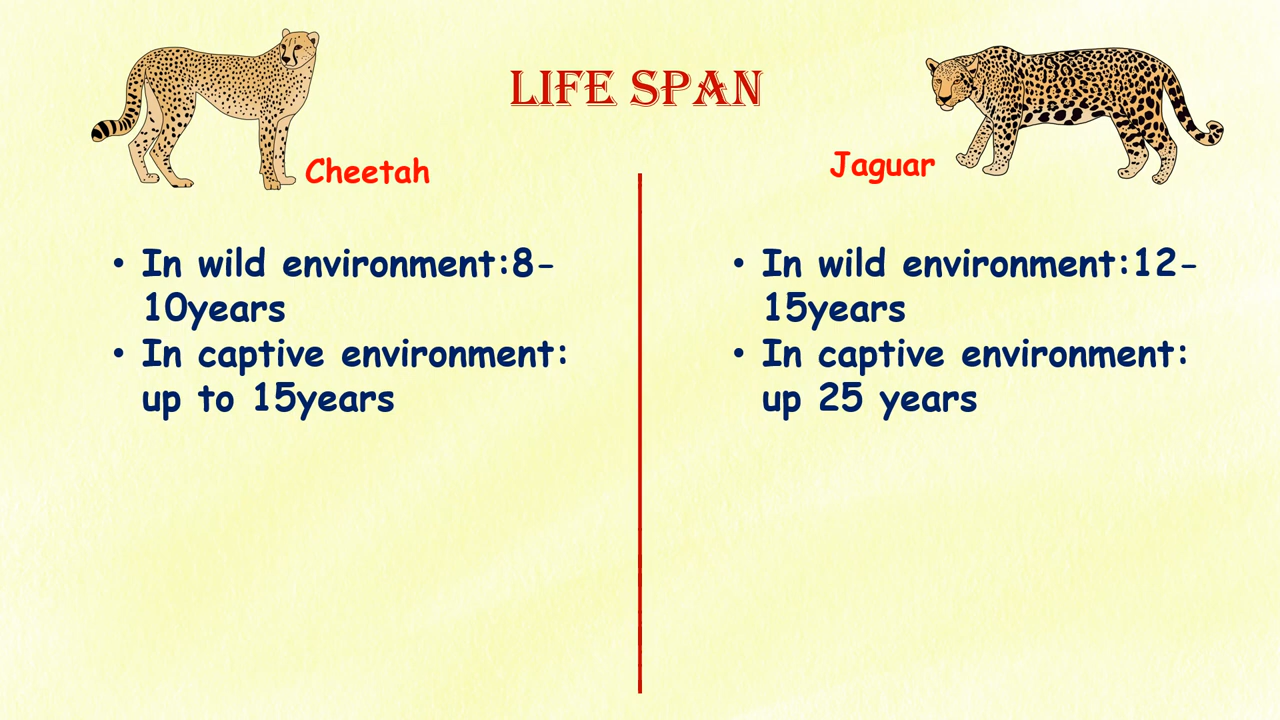 LIFE SPAN
Cheetah
• In wild environment:8-
10years
• In captive environment:
up to 15years
Jaguar
• In wild environment:12-
15years
• In captive environment:
up 25 years